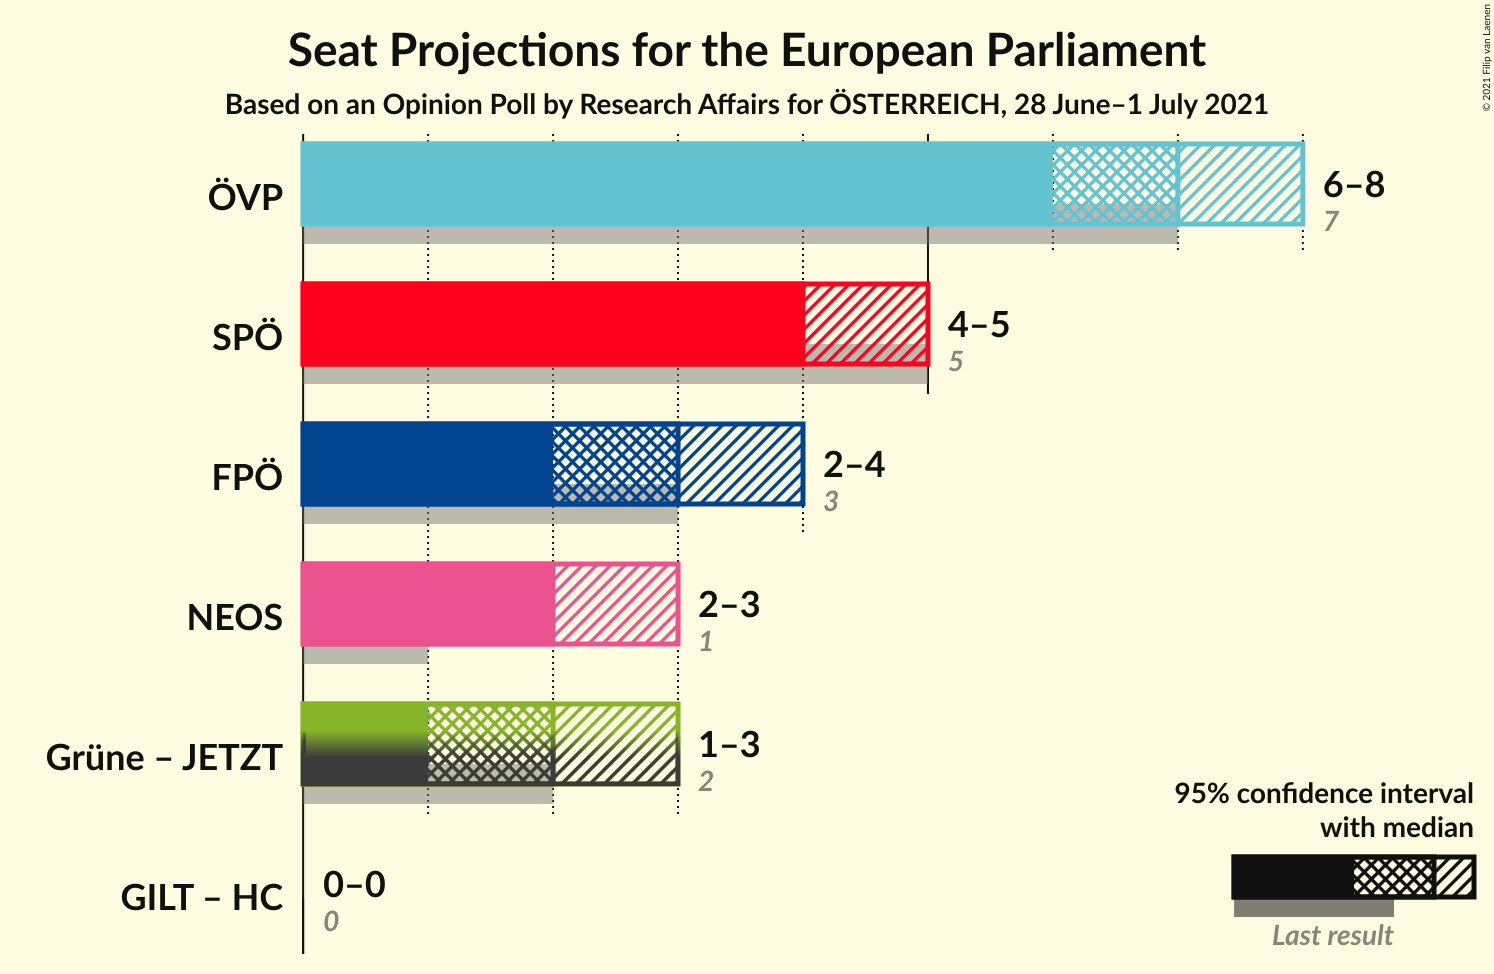 Seat Projections for the European Parliament
Based on an Opinion Poll by Research Affairs for ÖSTERREICH, 28 June–1 July 2021
© 2021 Filip van Laenen
ÖVP
6–8
7
SPÖ
4–5
5
FPÖ
2–4
3
NEOS
2–3
1
Grüne – JETZT
1–3
2
GILT – HC
0–0
0
95% confidence interval
with median
Last result